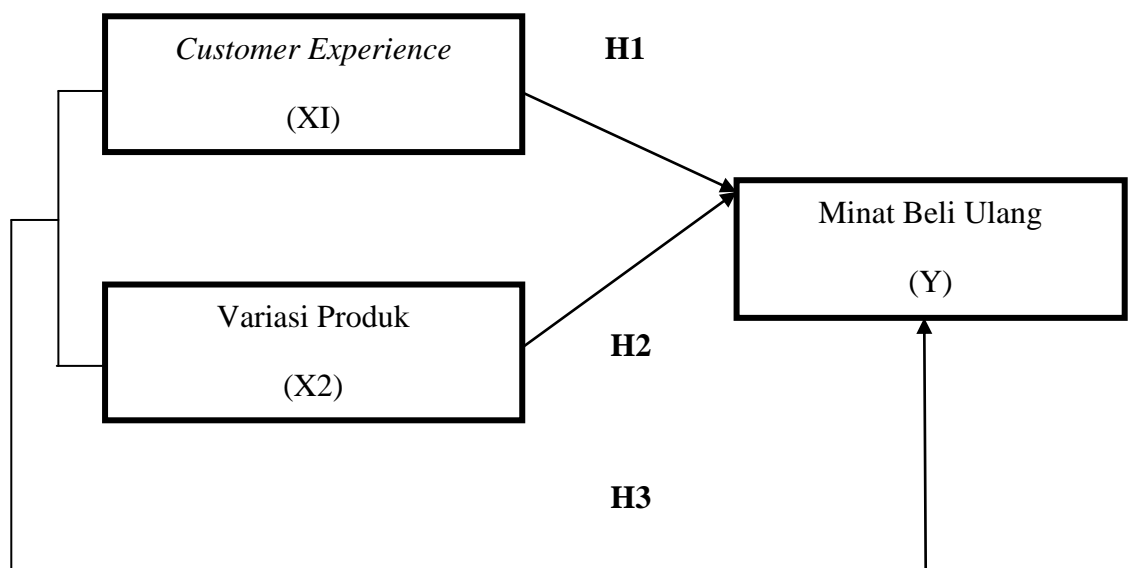 Customer Experience
(XI)
H1
Minat Beli Ulang
(Y)
Variasi Produk
(X2)
H2
H3